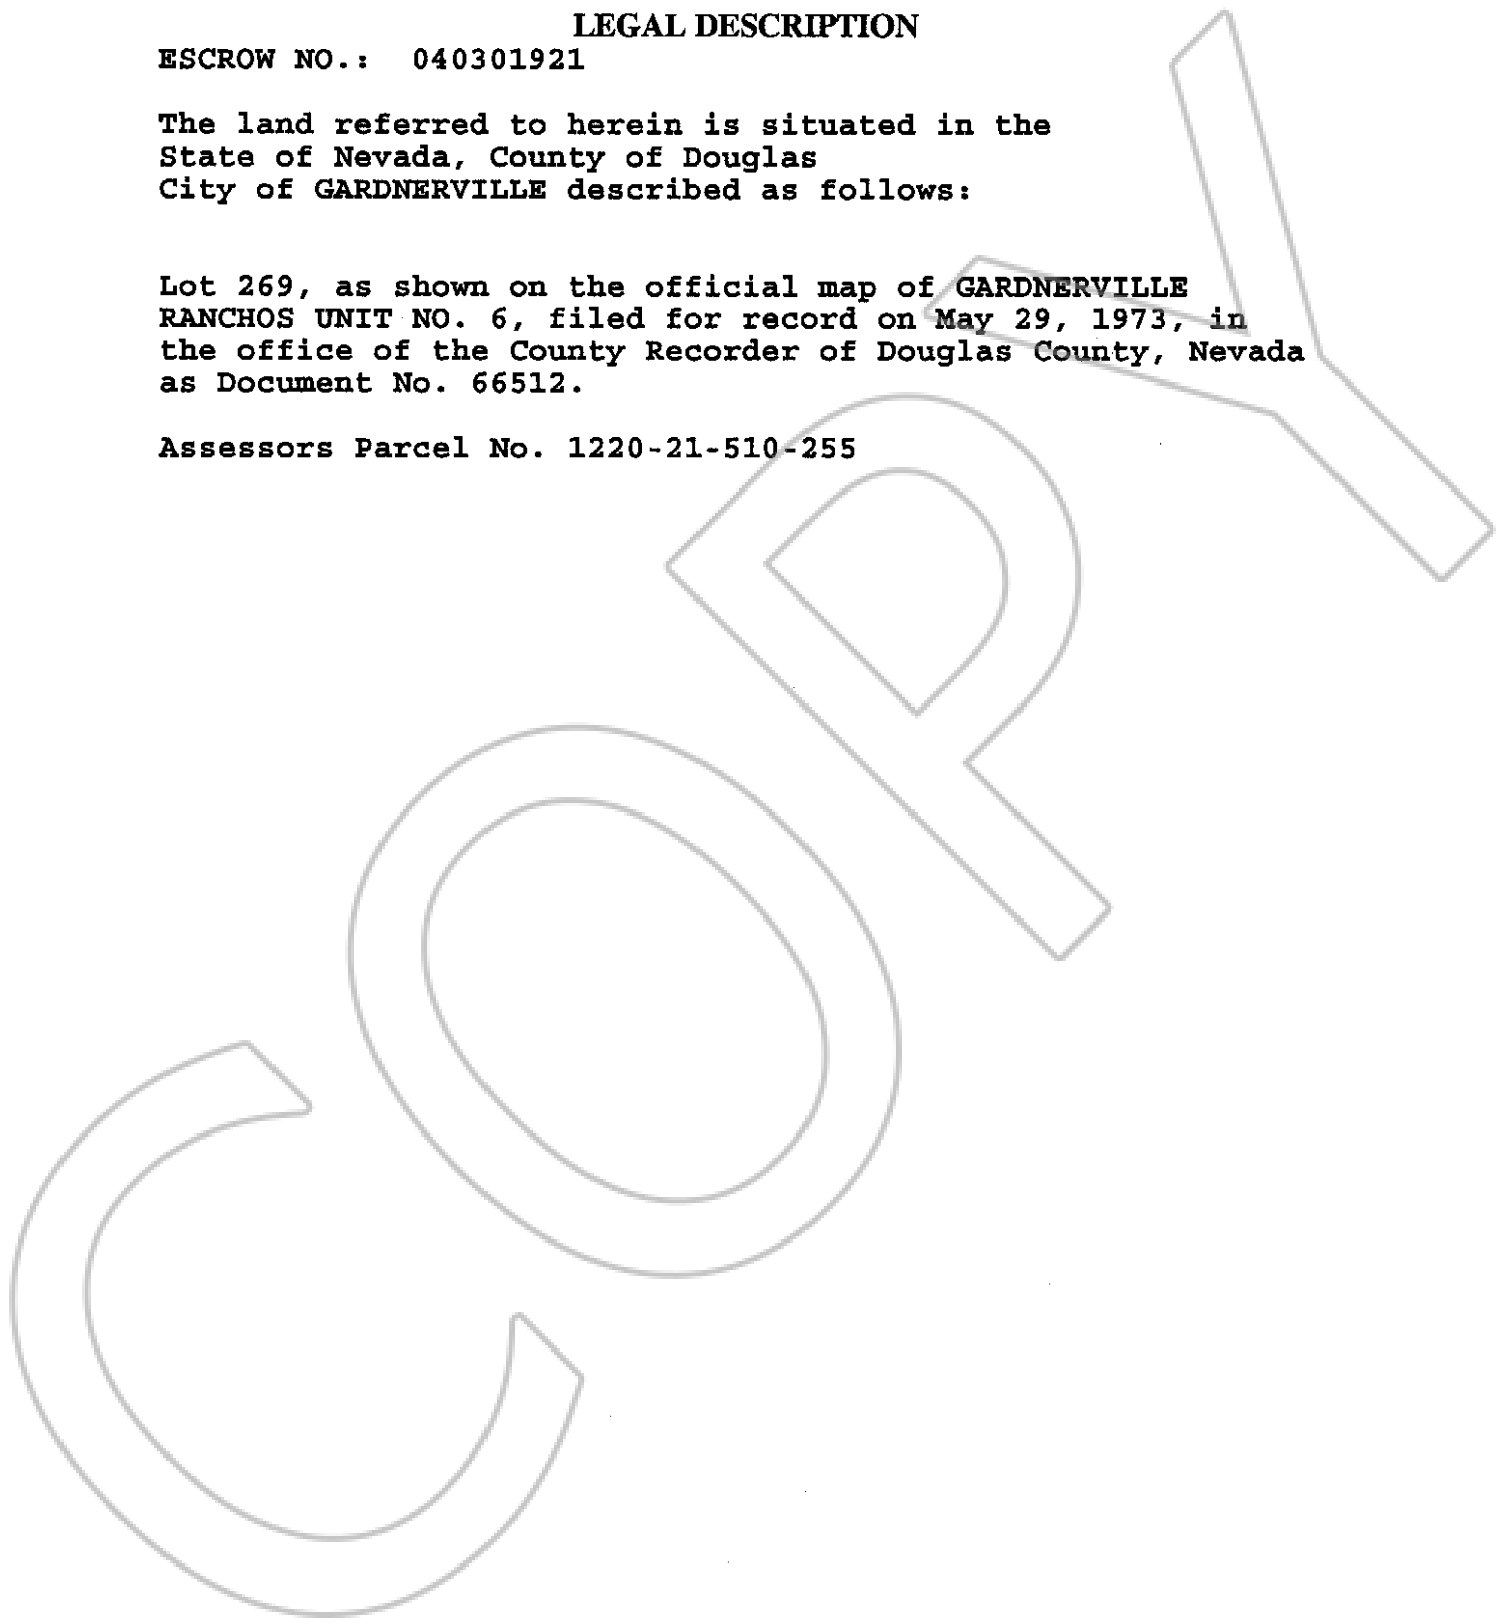 LEGAL DESCRIPTION
ESCROW NO.: 040301921
The land referred to herein is situated in the
State of Nevada, County of Douglas
City of GARDNERVILLE described as follows:
Lot 269, as shown on the official map of GARDNERVILLE
RANCHOS UNIT NO. 6, filed for record on May 29, 1973, in
the office of the County Recorder of Douglas County, Nevada
as Document No. 66512.
Assessors Parcel No. 1220-21-510-255
COPY